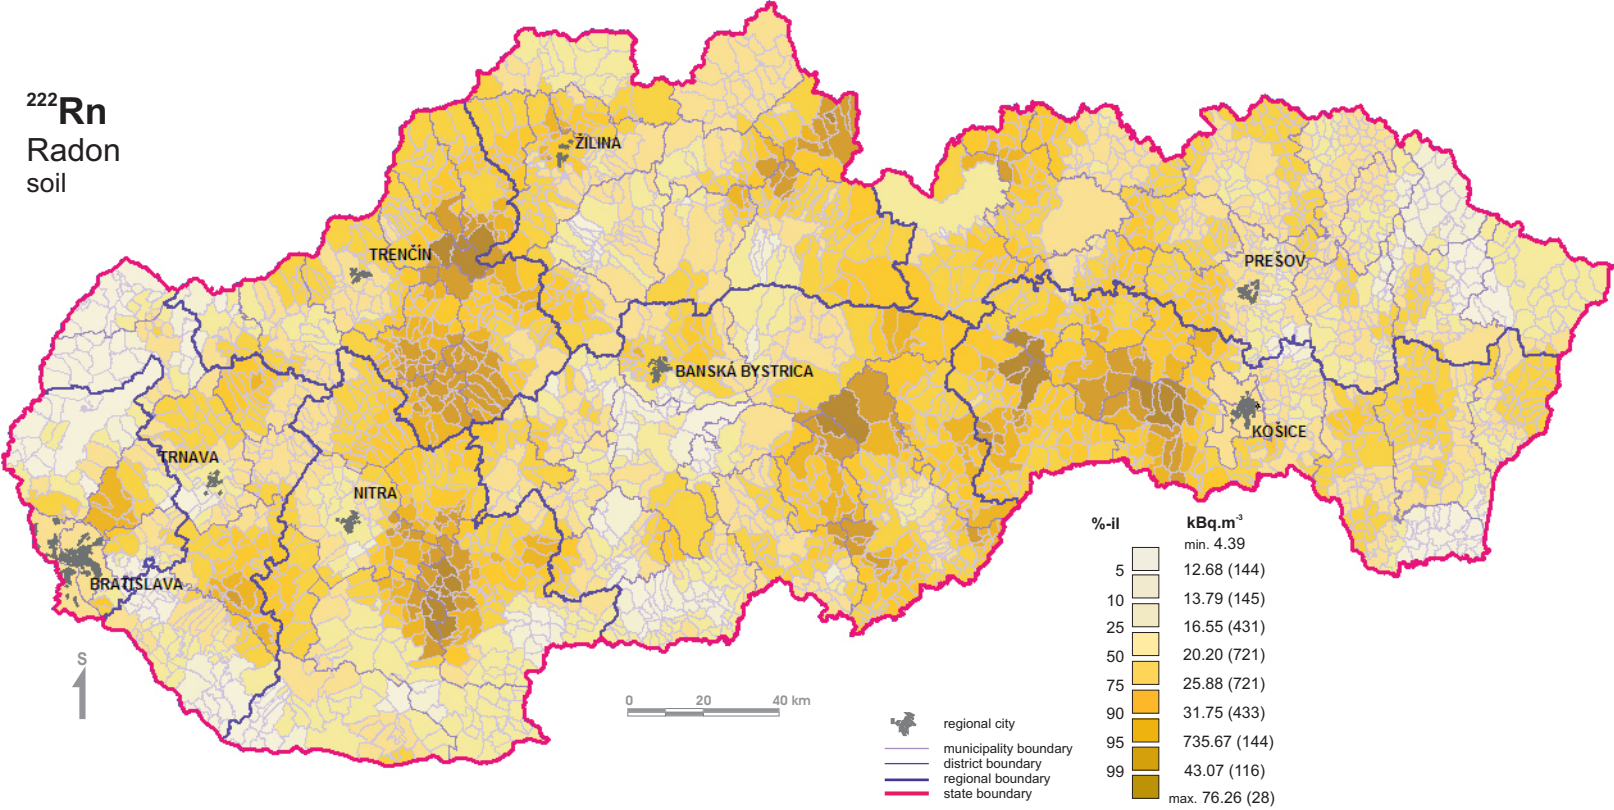 ²²²Rn
Radon
soil
ŽILINA
TRENČÍN
PREŠOV
BANSKÁ BYSTRICA
KOŠICE
TRNAVA
NITRA
BRATISLAVA
S
0 20 40 km
regional city
municipality boundary
district boundary
regional boundary
state boundary
%-il kBq.m⁻³
min. 4.39
5 12.68 (144)
10 13.79 (145)
25 16.55 (431)
50 20.20 (721)
75 25.88 (721)
90 31.75 (433)
95 735.67 (144)
99 43.07 (116)
max. 76.26 (28)